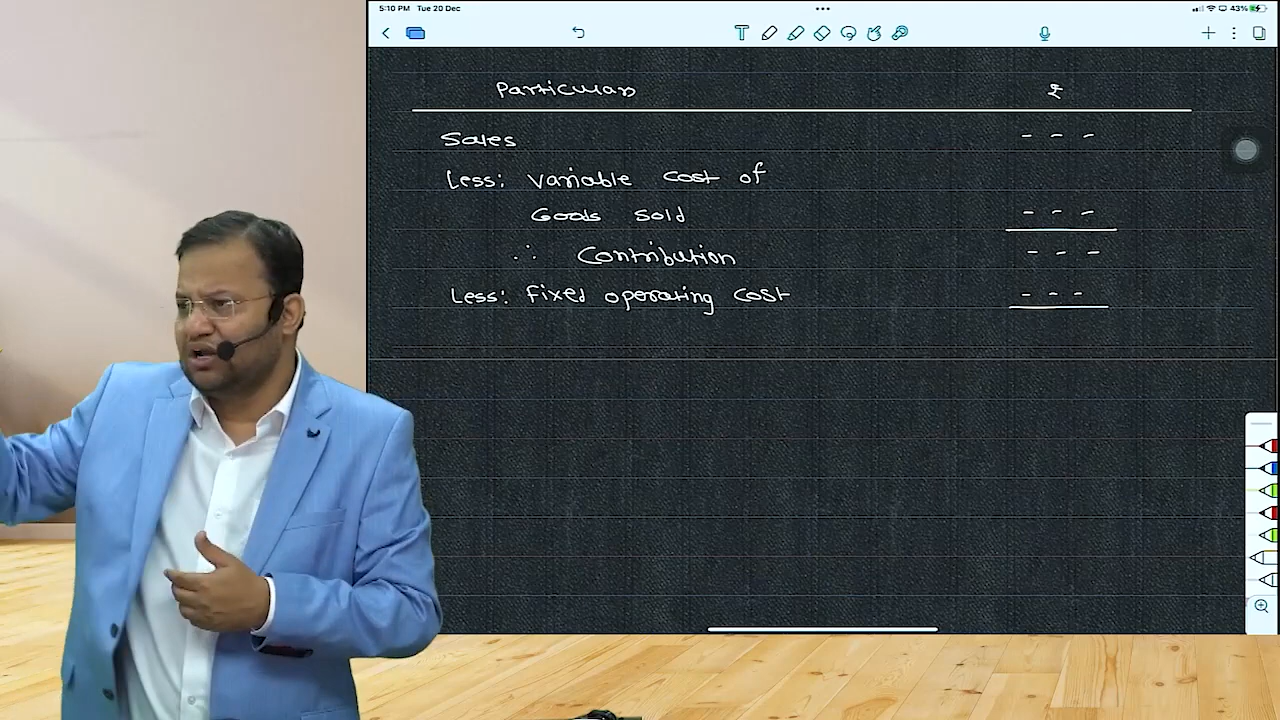 5:10 PM Tue 20 Dec
43%
T
Particulars ₹
Sales - - -
Less: Variable cost of
Goods Sold - - -
∴ Contribution - - -
Less: Fixed operating cost - - -